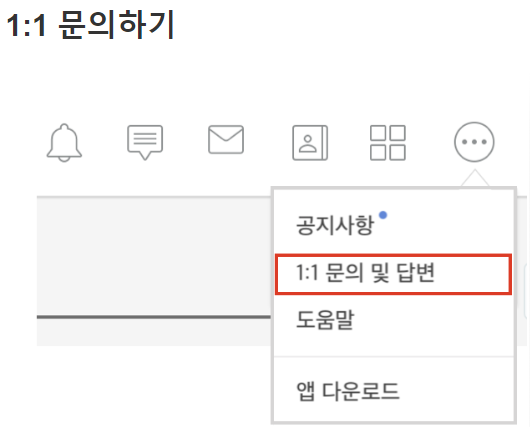 1:1 문의하기
공지사항
1:1 문의 및 답변
도움말
앱 다운로드